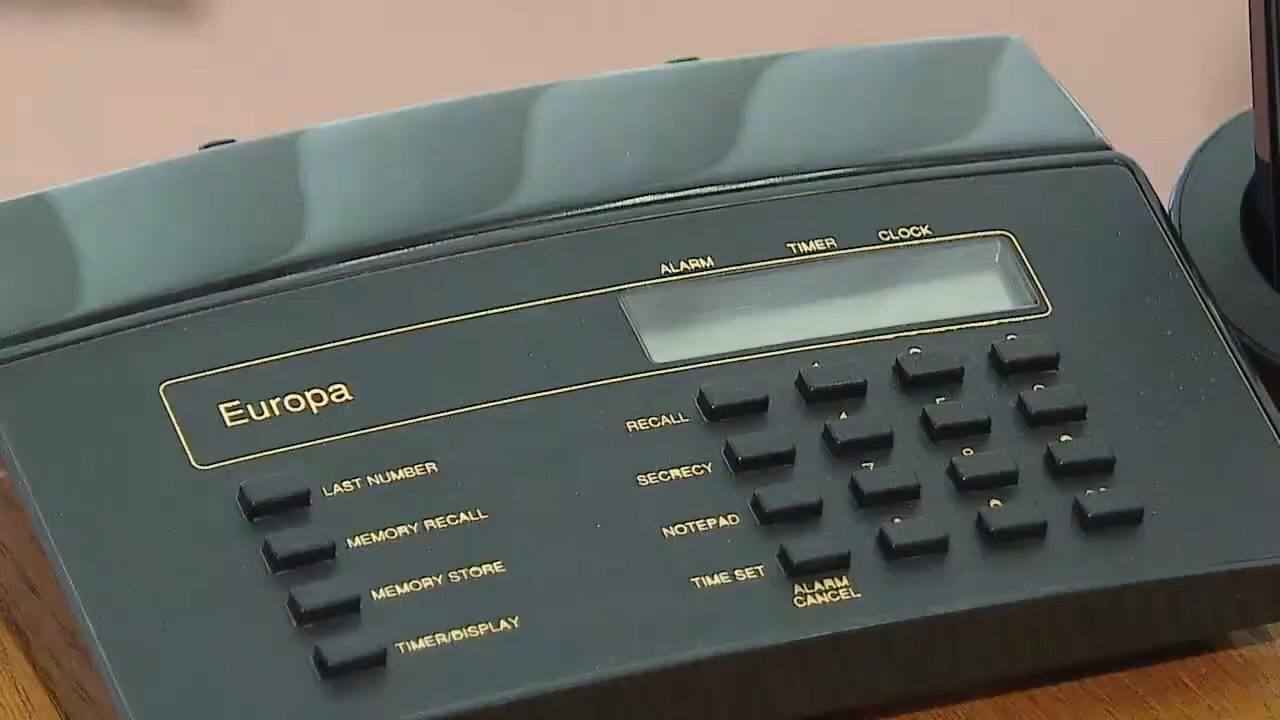 ALARM
TIMER
CLOCK
Europa
RECALL
LAST NUMBER
SECRECY
MEMORY RECALL
NOTEPAD
MEMORY STORE
TIME SET
ALARM
CANCEL
TIMER/DISPLAY